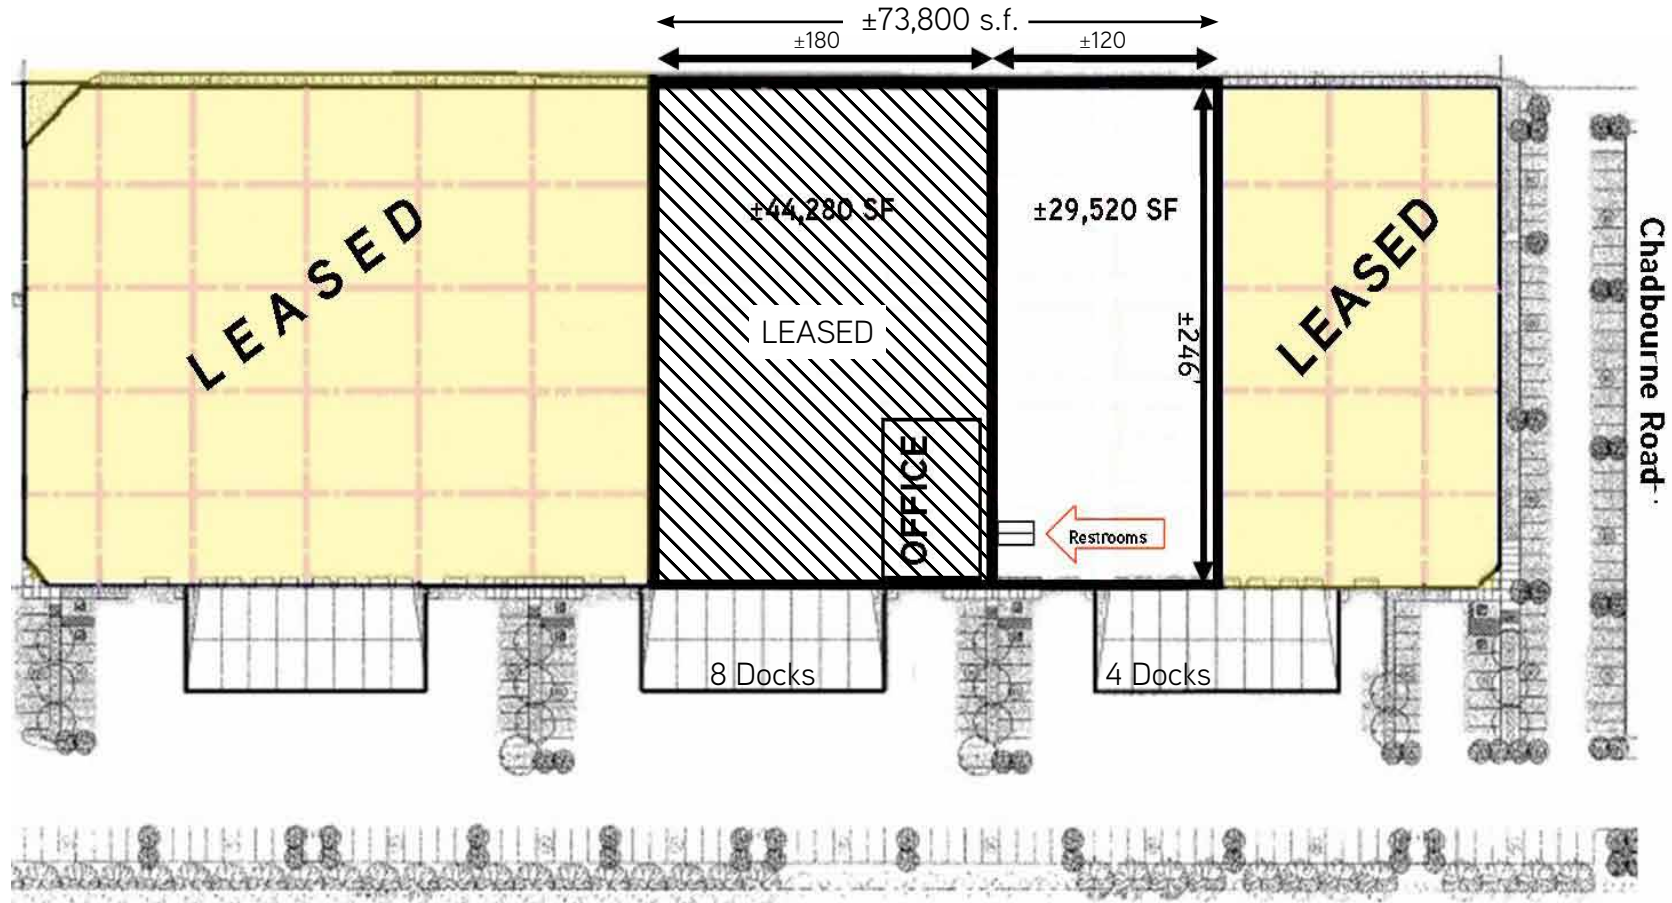 ±73,800 s.f.
±180
±120
±44,280 SF
±29,520 SF
LEASED
LEASED
LEASED
±246'
OFFICE
Restrooms
8 Docks
4 Docks
Chadbourne Road